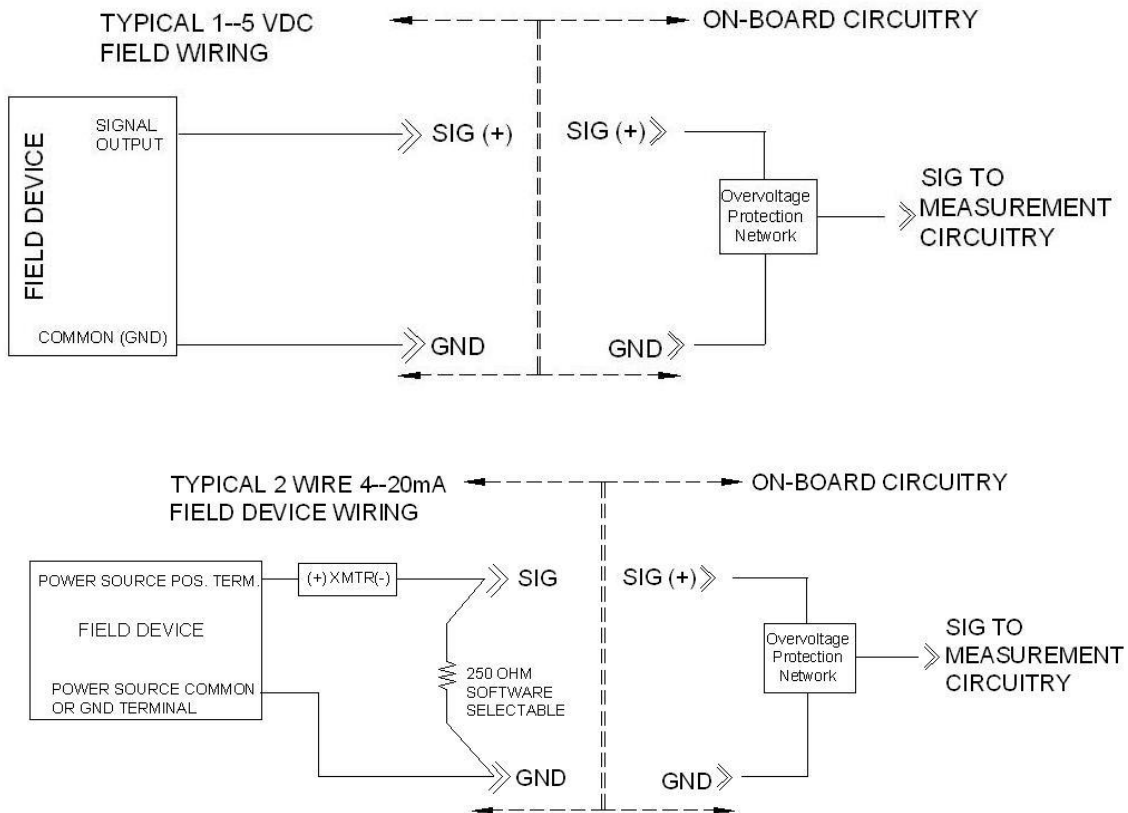 TYPICAL 1--5 VDC
FIELD WIRING
ON-BOARD CIRCUITRY
FIELD DEVICE
SIGNAL
OUTPUT
COMMON (GND)
SIG (+)
GND
SIG (+)
GND
Overvoltage
Protection
Network
SIG TO
MEASUREMENT
CIRCUITRY
TYPICAL 2 WIRE 4--20mA
FIELD DEVICE WIRING
ON-BOARD CIRCUITRY
POWER SOURCE POS. TERM.
FIELD DEVICE
POWER SOURCE COMMON
OR GND TERMINAL
(+) XMTR(-)
SIG
250 OHM
SOFTWARE
SELECTABLE
GND
SIG (+)
GND
Overvoltage
Protection
Network
SIG TO
MEASUREMENT
CIRCUITRY